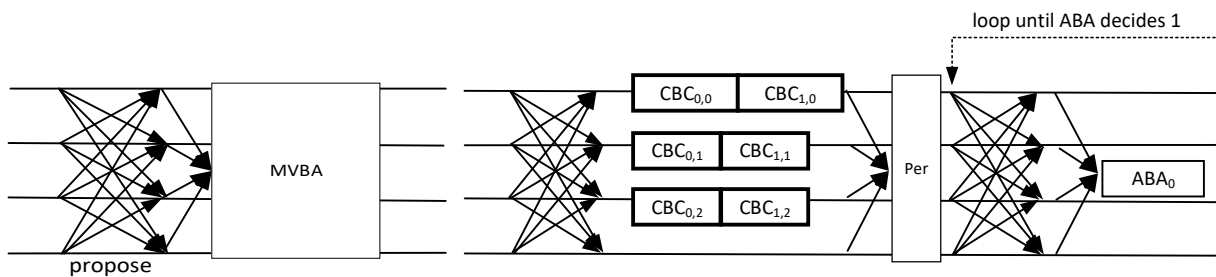 loop until ABA decides 1
CBC0,0 CBC1,0
CBC0,1 CBC1,1
MVBA
Per
ABA0
CBC0,2 CBC1,2
propose